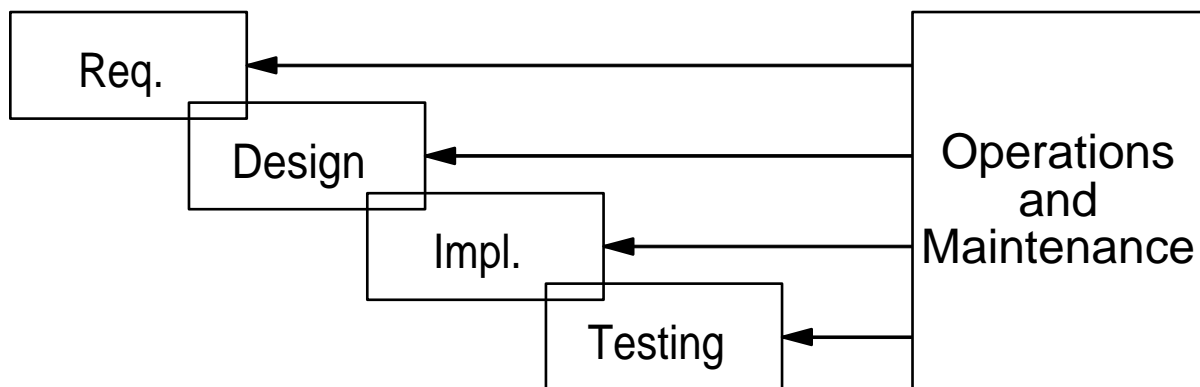 Req.
Design
Impl.
Testing
Operations
and
Maintenance